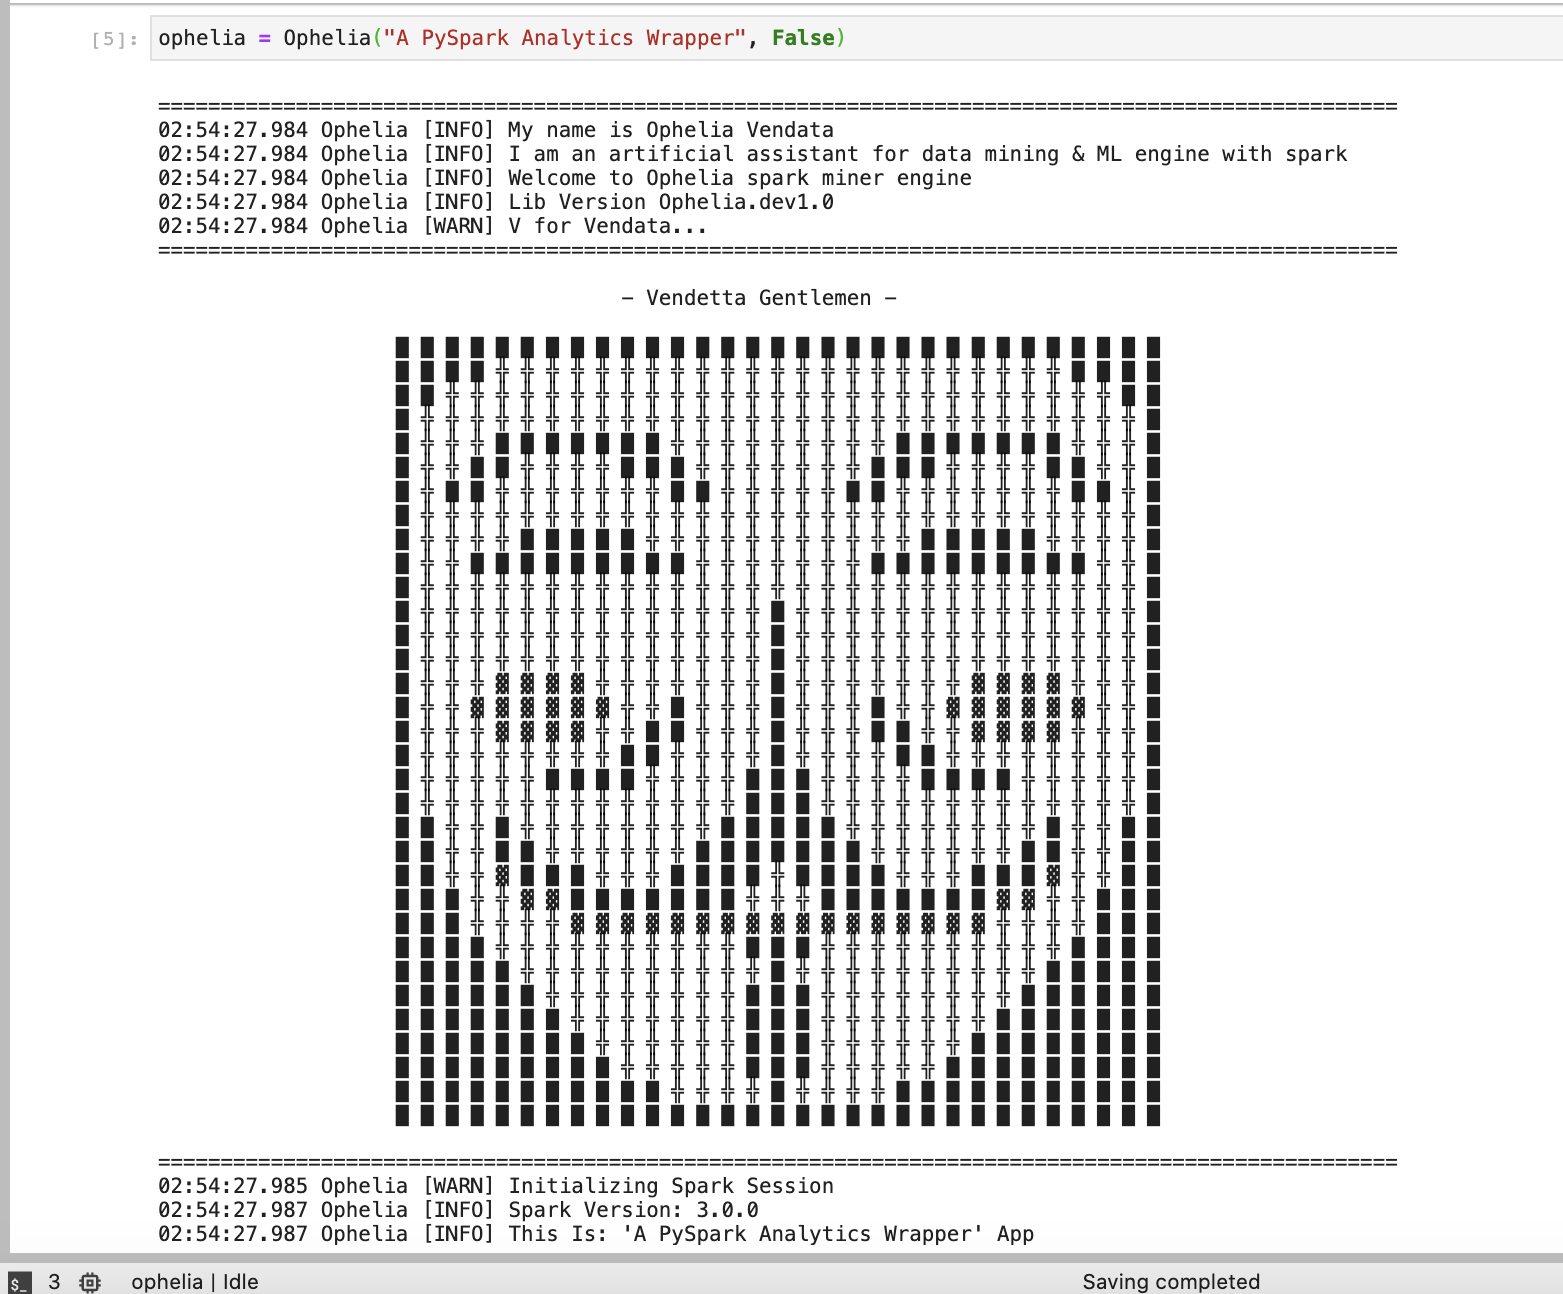 [5]: ophelia = Ophelia("A PySpark Analytics Wrapper", False)
02:54:27.984 Ophelia [INFO] My name is Ophelia Vendata
02:54:27.984 Ophelia [INFO] I am an artificial assistant for data mining & ML engine with spark
02:54:27.984 Ophelia [INFO] Welcome to Ophelia spark miner engine
02:54:27.984 Ophelia [INFO] Lib Version Ophelia.dev1.0
02:54:27.984 Ophelia [WARN] V for Vendata...
- Vendetta Gentlemen -
02:54:27.985 Ophelia [WARN] Initializing Spark Session
02:54:27.987 Ophelia [INFO] Spark Version: 3.0.0
02:54:27.987 Ophelia [INFO] This Is: 'A PySpark Analytics Wrapper' App
$_ 3 ophelia | Idle Saving completed